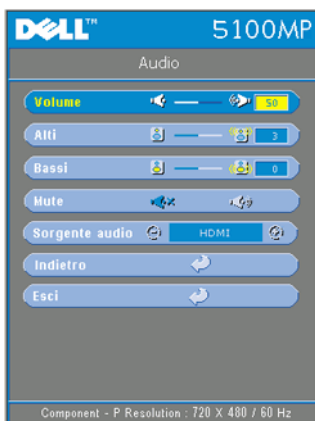 DELL™ 5100MP
Audio
Volume 50
Alti 3
Bassi 0
Mute
Sorgente audio HDMI
Indietro
Esci
Component - P Resolution : 720 X 480 / 60 Hz